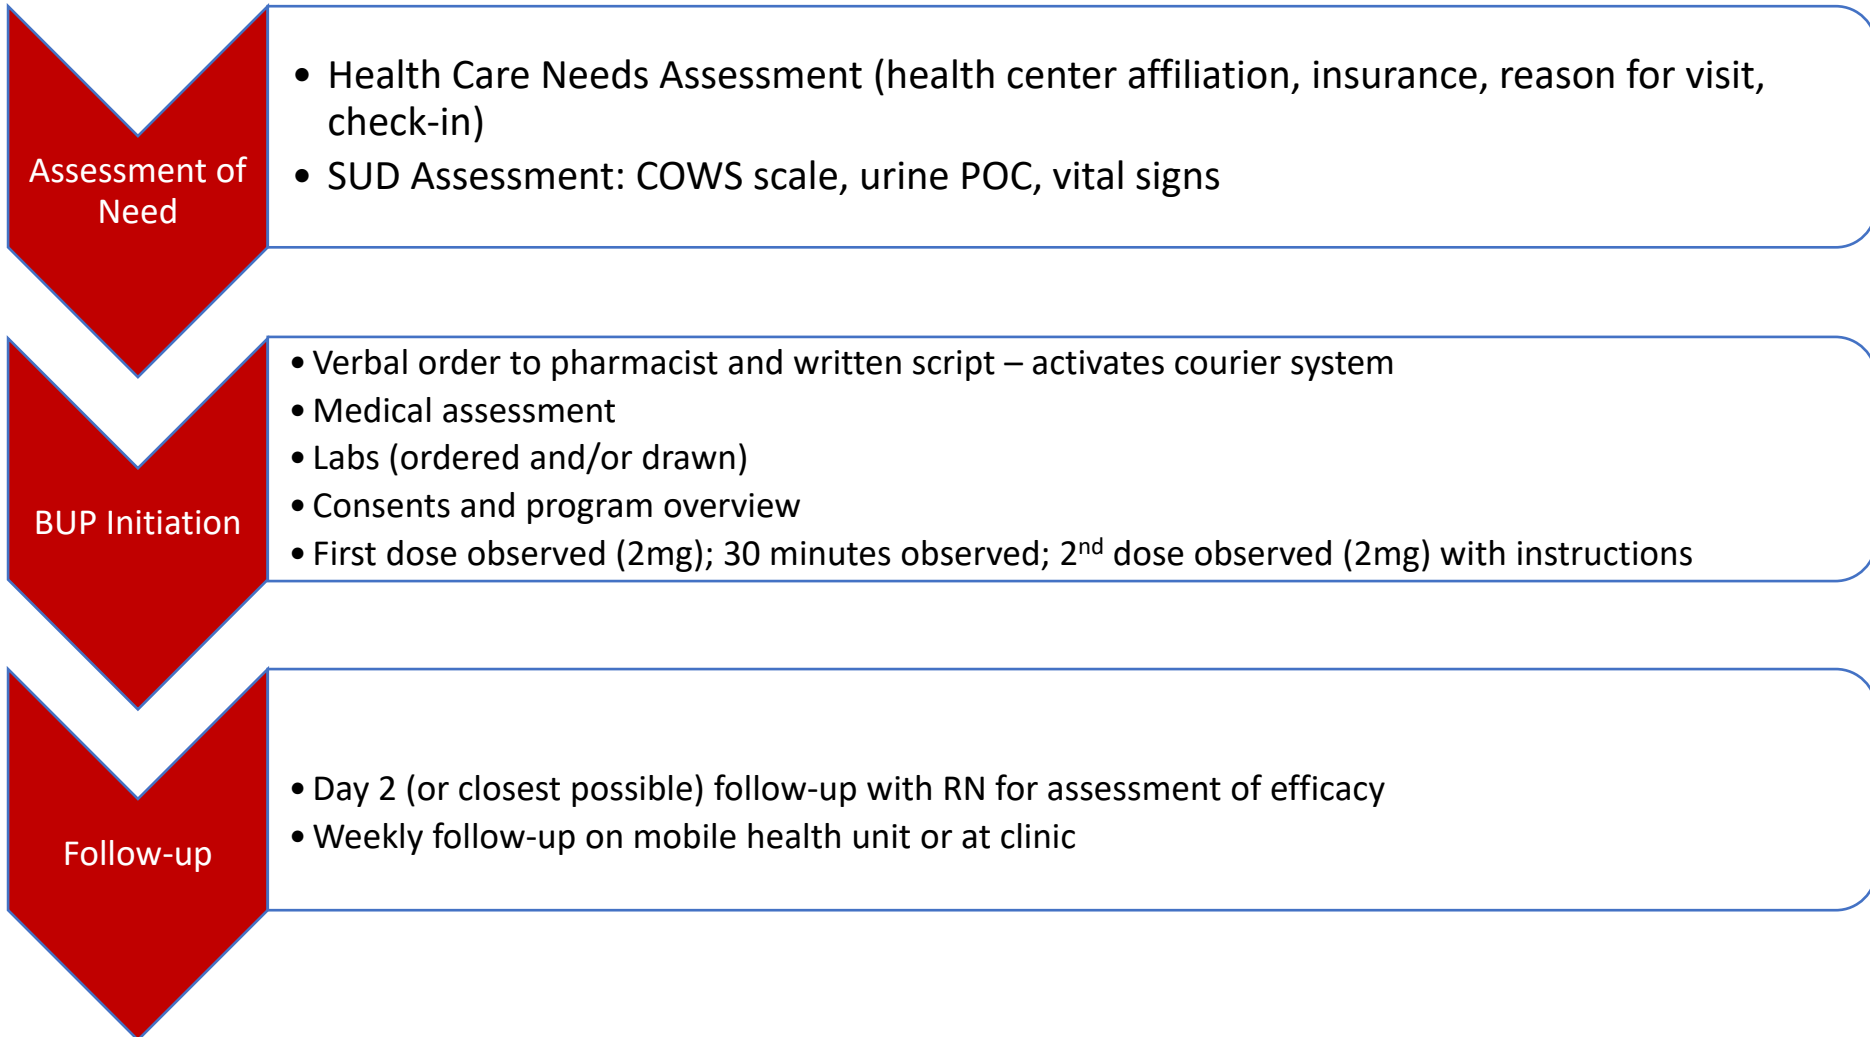 Assessment of
Need
• Health Care Needs Assessment (health center affiliation, insurance, reason for visit,
check-in)
• SUD Assessment: COWS scale, urine POC, vital signs
BUP Initiation
• Verbal order to pharmacist and written script – activates courier system
• Medical assessment
• Labs (ordered and/or drawn)
• Consents and program overview
• First dose observed (2mg); 30 minutes observed; 2nd dose observed (2mg) with instructions
Follow-up
• Day 2 (or closest possible) follow-up with RN for assessment of efficacy
• Weekly follow-up on mobile health unit or at clinic